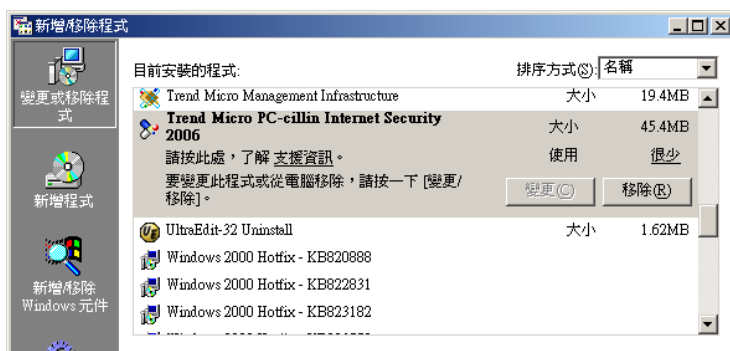 新增/移除程式
變更或移除程式
新增程式
新增/移除
Windows 元件
目前安裝的程式:
排序方式(S):
名稱
Trend Micro Management Infrastructure 大小 19.4MB
Trend Micro PC-cillin Internet Security 2006 大小 45.4MB
請按此處，了解 支援資訊。 使用 很少
要變更此程式或從電腦移除，請按一下 [變更/
移除]。
變更(C)
移除(R)
UltraEdit-32 Uninstall 大小 1.62MB
Windows 2000 Hotfix - KB820888
Windows 2000 Hotfix - KB822831
Windows 2000 Hotfix - KB823182